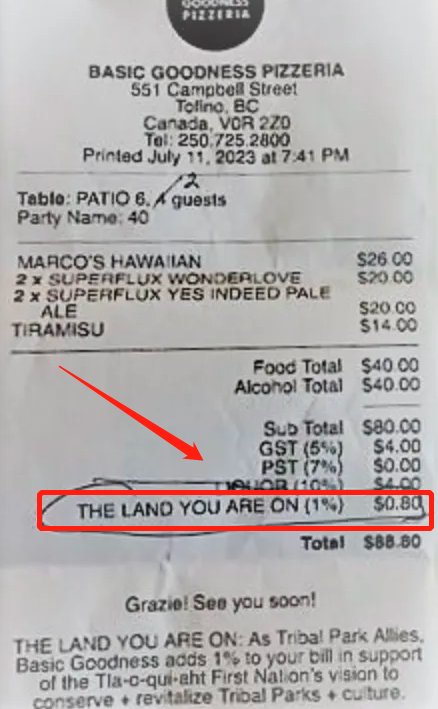 GOODNESS
PIZZERIA
BASIC GOODNESS PIZZERIA
551 Campbell Street
Tofino, BC
Canada, V0R 2Z0
Tel: 250.725.2800
Printed July 11, 2023 at 7:41 PM
2
Table: PATIO 6, guests
Party Name: 40
MARCO'S HAWAIIAN $26.00
2 x SUPERFLUX WONDERLOVE $20.00
2 x SUPERFLUX YES INDEED PALE
ALE $20.00
TIRAMISU $14.00
Food Total $40.00
Alcohol Total $40.00
Sub Total $80.00
GST (5%) $4.00
PST (7%) $0.00
LIQUOR (10%) $4.00
THE LAND YOU ARE ON (1%) $0.80
Total $88.80
Grazie! See you soon!
THE LAND YOU ARE ON: As Tribal Park Allies,
Basic Goodness adds 1% to your bill in support
of the Tla-o-qui-aht First Nation's vision to
conserve + revitalize Tribal Parks + culture.